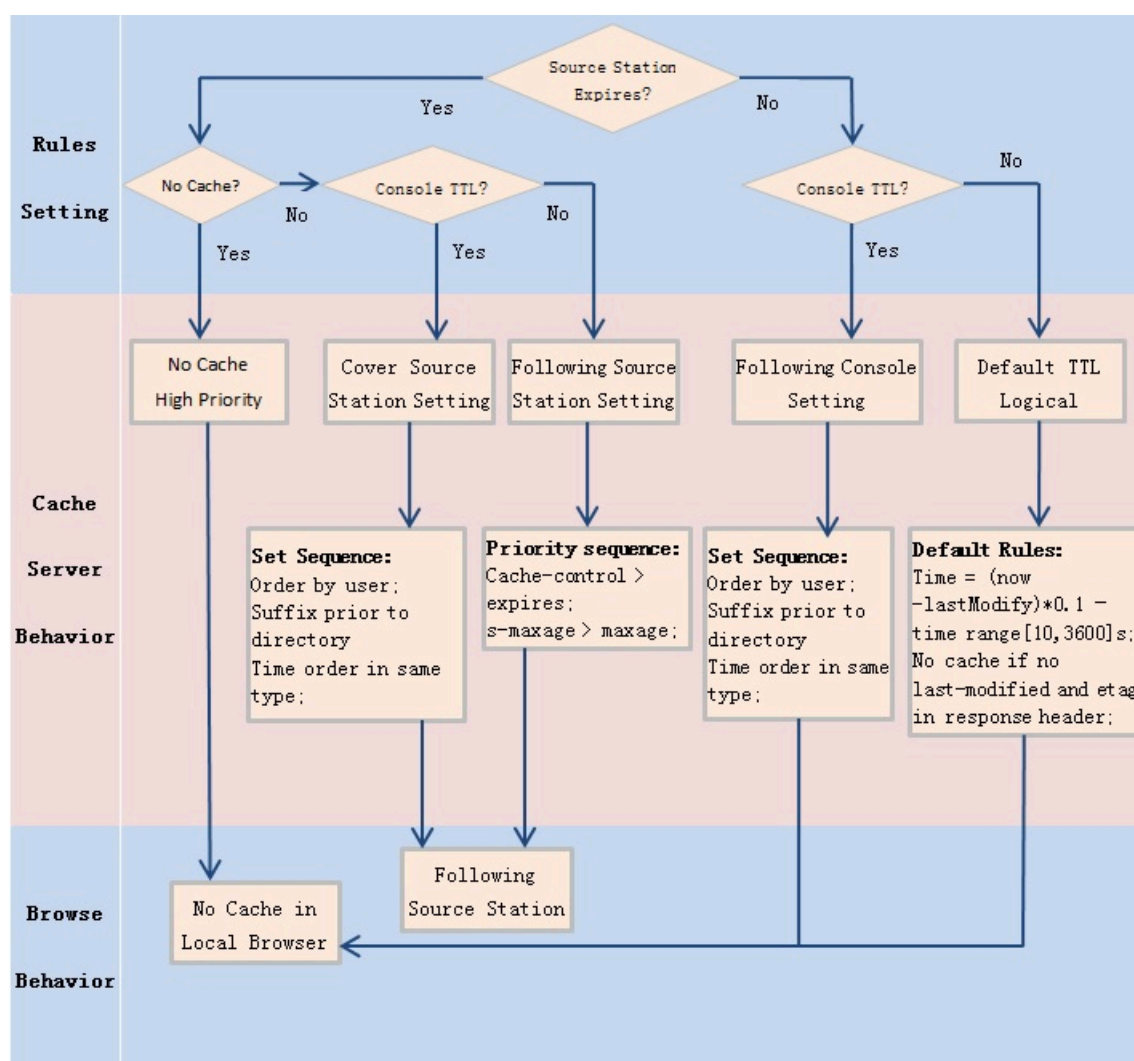 Source Station
Expires?
Yes
No
Rules
Setting
No Cache?
No
Console TTL?
No
Console TTL?
No
Yes
Yes
Yes
No Cache
High Priority
Cover Source
Station Setting
Following Source
Station Setting
Following Console
Setting
Default TTL
Logical
Cache
Server
Behavior
Set Sequence:
Order by user;
Suffix prior to
directory
Time order in same
type;
Priority sequence:
Cache-control >
expires;
s-maxage > maxage;
Set Sequence:
Order by user;
Suffix prior to
directory
Time order in same
type;
Default Rules:
Time = (now
-lastModify)*0.1 -
time range[10,3600]s;
No cache if no
last-modified and etag
in response header;
Browse
Behavior
No Cache in
Local Browser
Following
Source Station